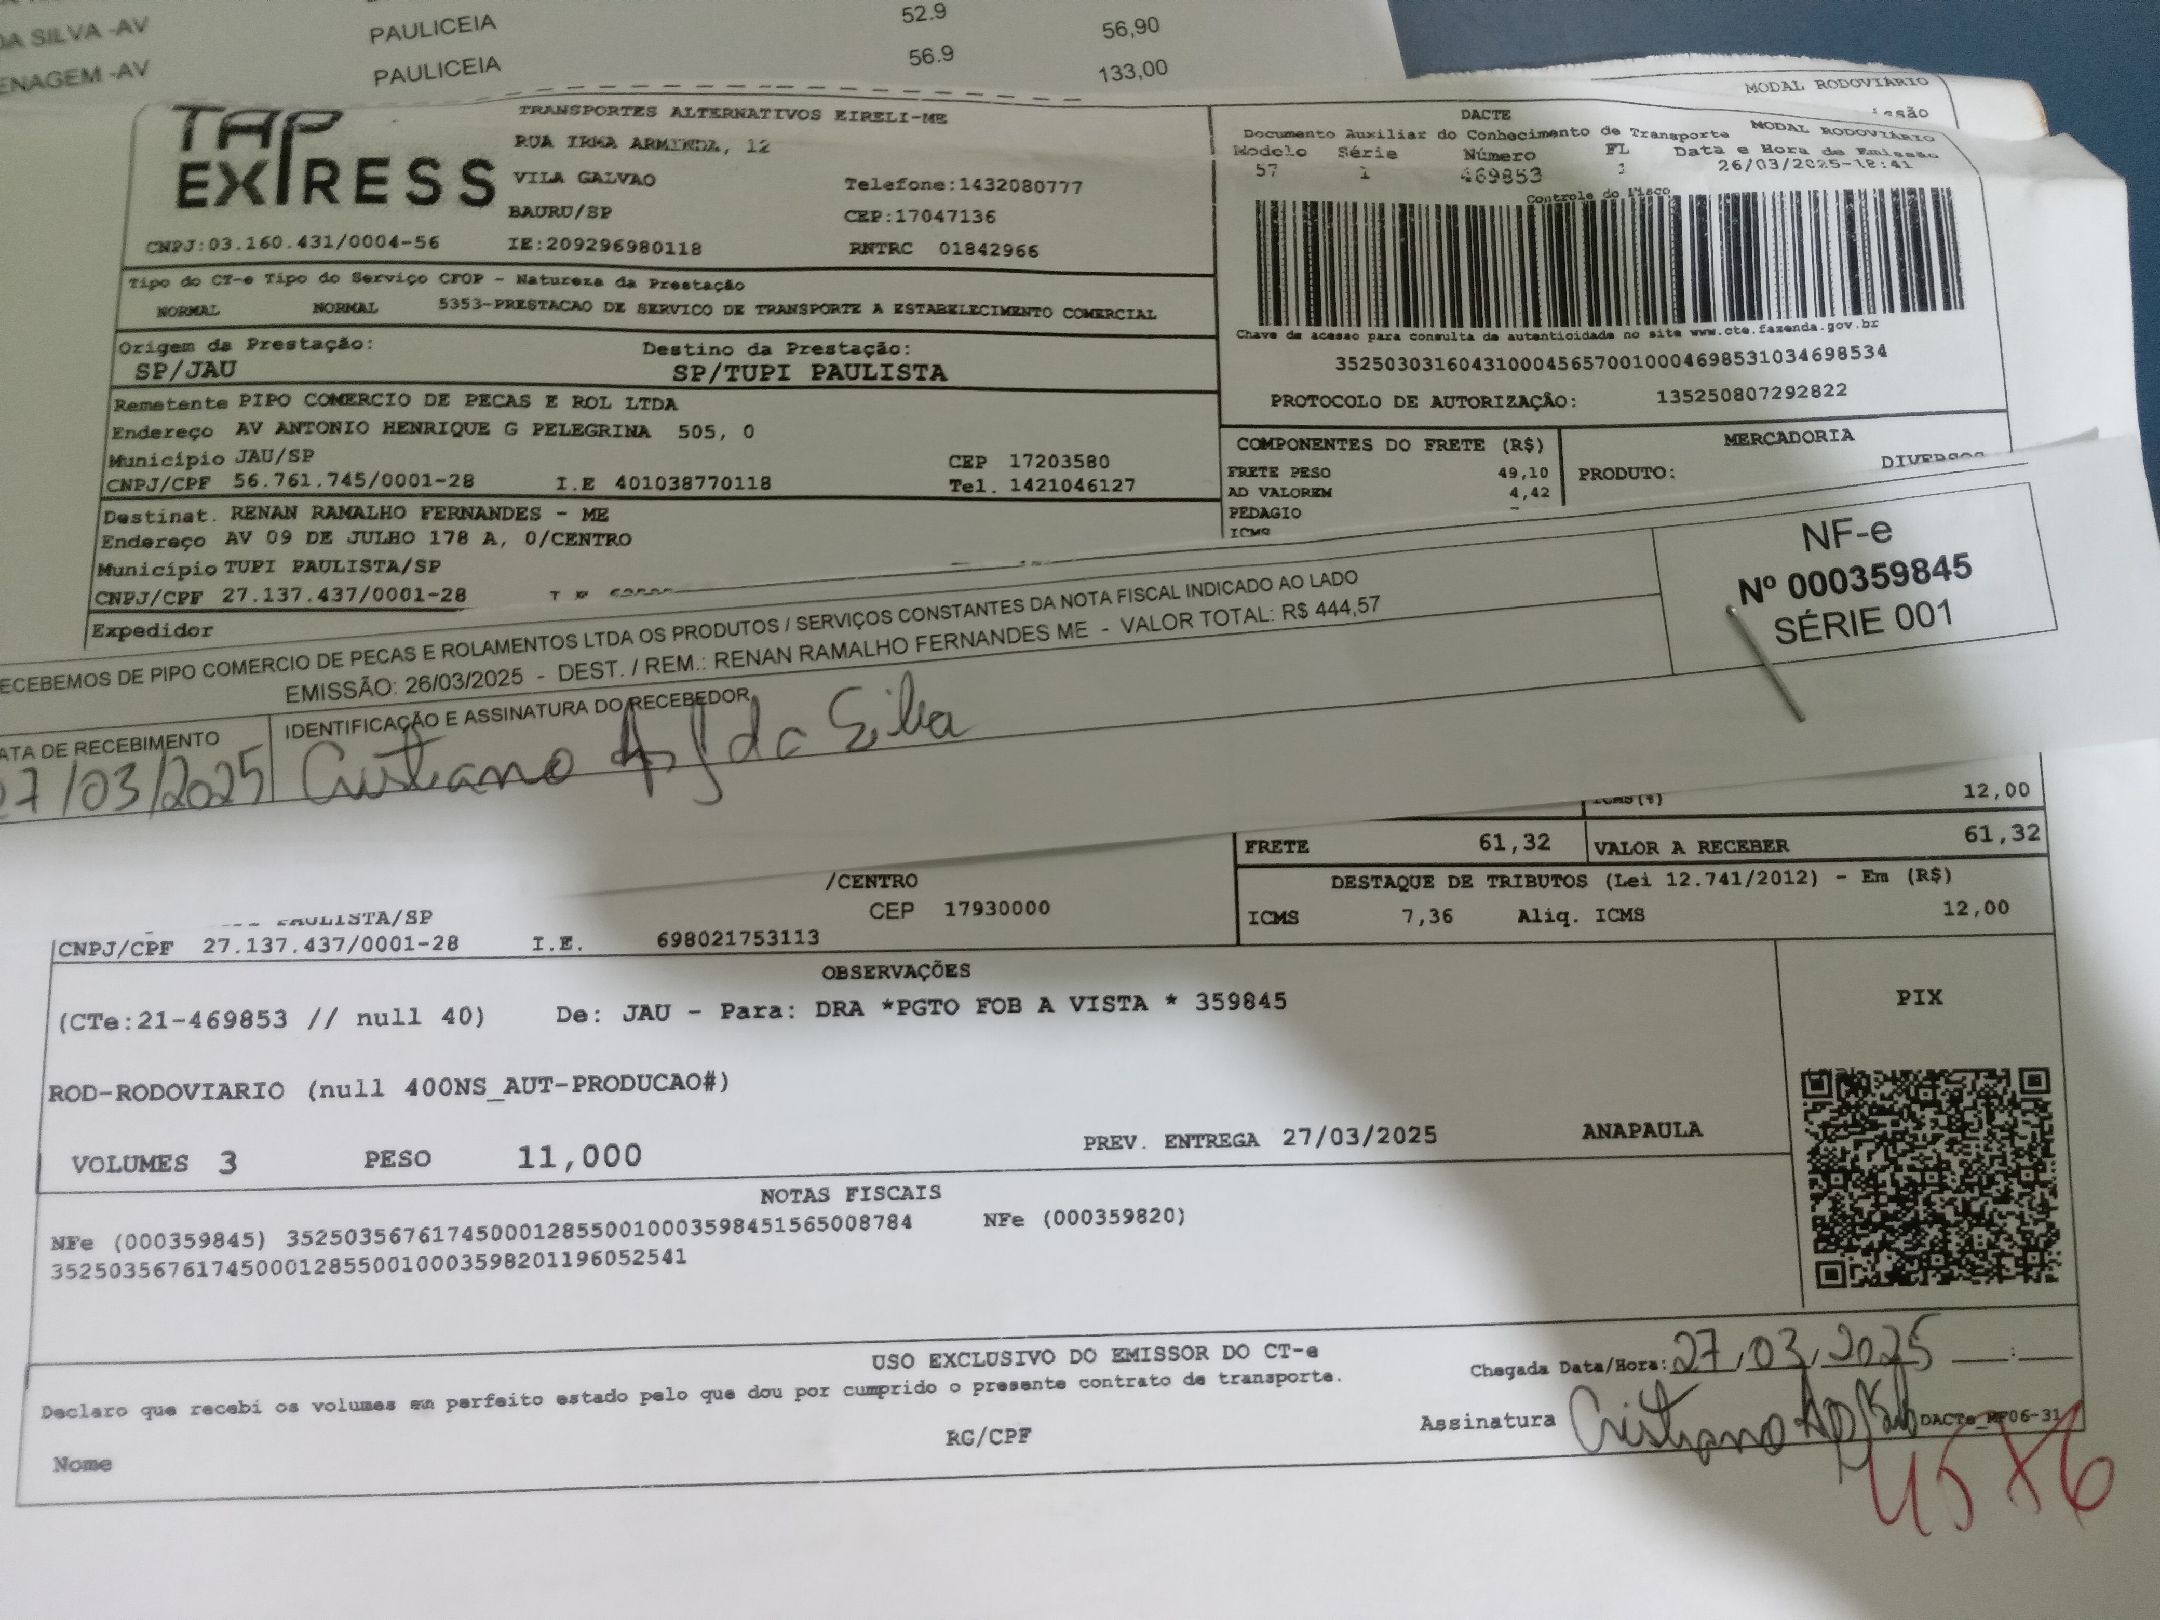 DA SILVA -AV PAULICEIA 52.9 56,90
ENAGEM -AV PAULICEIA 56.9 133,00
MODAL RODOVIÁRIO
TAP EXPRESS
TRANSPORTES ALTERNATIVOS EIRELI-ME
RUA IRMA ARMINDA, 12
VILA GALVAO Telefone:1432080777
BAURU/SP CEP:17047136
CNPJ:03.160.431/0004-56 IE:209296980118 RNTRC 01842966
DACTE
Documento Auxiliar do Conhecimento de Transporte MODAL RODOVIÁRIO
Modelo Série Número FL Data e Hora de Emissão
57 1 469853 1 26/03/2025-18:41
Controle do Fisco
Chave de acesso para consulta de autenticidade no site www.cte.fazenda.gov.br
35250303160431000456570010004698531034698534
PROTOCOLO DE AUTORIZAÇÃO: 135250807292822
Tipo do CT-e Tipo do Serviço CFOP - Natureza da Prestação
NORMAL NORMAL 5353-PRESTACAO DE SERVICO DE TRANSPORTE A ESTABELECIMENTO COMERCIAL
Origem da Prestação: Destino da Prestação:
SP/JAU SP/TUPI PAULISTA
Remetente PIPO COMERCIO DE PECAS E ROL LTDA
Endereço AV ANTONIO HENRIQUE G PELEGRINA 505, 0
Município JAU/SP CEP 17203580
CNPJ/CPF 56.761.745/0001-28 I.E 401038770118 Tel. 1421046127
Destinat. RENAN RAMALHO FERNANDES - ME
Endereço AV 09 DE JULHO 178 A, 0/CENTRO
Município TUPI PAULISTA/SP
CNPJ/CPF 27.137.437/0001-28
Expedidor
COMPONENTES DO FRETE (R$) MERCADORIA
FRETE PESO 49,10 PRODUTO: DIVERSOS
AD VALOREM 4,42
PEDAGIO
ICMS
ECEBEMOS DE PIPO COMERCIO DE PECAS E ROLAMENTOS LTDA OS PRODUTOS / SERVIÇOS CONSTANTES DA NOTA FISCAL INDICADO AO LADO
EMISSÃO: 26/03/2025 - DEST. / REM.: RENAN RAMALHO FERNANDES ME - VALOR TOTAL: R$ 444,57
NF-e
Nº 000359845
SÉRIE 001
ATA DE RECEBIMENTO IDENTIFICAÇÃO E ASSINATURA DO RECEBEDOR
27/03/2025 Cristiano da Silva
ICMS(%) 12,00
FRETE 61,32 VALOR A RECEBER 61,32
DESTAQUE DE TRIBUTOS (Lei 12.741/2012) - Em (R$)
ICMS 7,36 Aliq. ICMS 12,00
/CENTRO
PAULISTA/SP CEP 17930000
CNPJ/CPF 27.137.437/0001-28 I.E. 698021753113
OBSERVAÇÕES
(CTe:21-469853 // null 40) De: JAU - Para: DRA *PGTO FOB A VISTA * 359845
PIX
ROD-RODOVIARIO (null 400NS_AUT-PRODUCAO#)
VOLUMES 3 PESO 11,000 PREV. ENTREGA 27/03/2025 ANAPAULA
NOTAS FISCAIS
NFe (000359845) 35250356761745000128550010003598451565008784 NFe (000359820)
35250356761745000128550010003598201196052541
USO EXCLUSIVO DO EMISSOR DO CT-e
Declaro que recebi os volumes em perfeito estado pelo que dou por cumprido o presente contrato de transporte.
Chegada Data/Hora: 27/03/2025 :
Nome RG/CPF Assinatura Cristiano